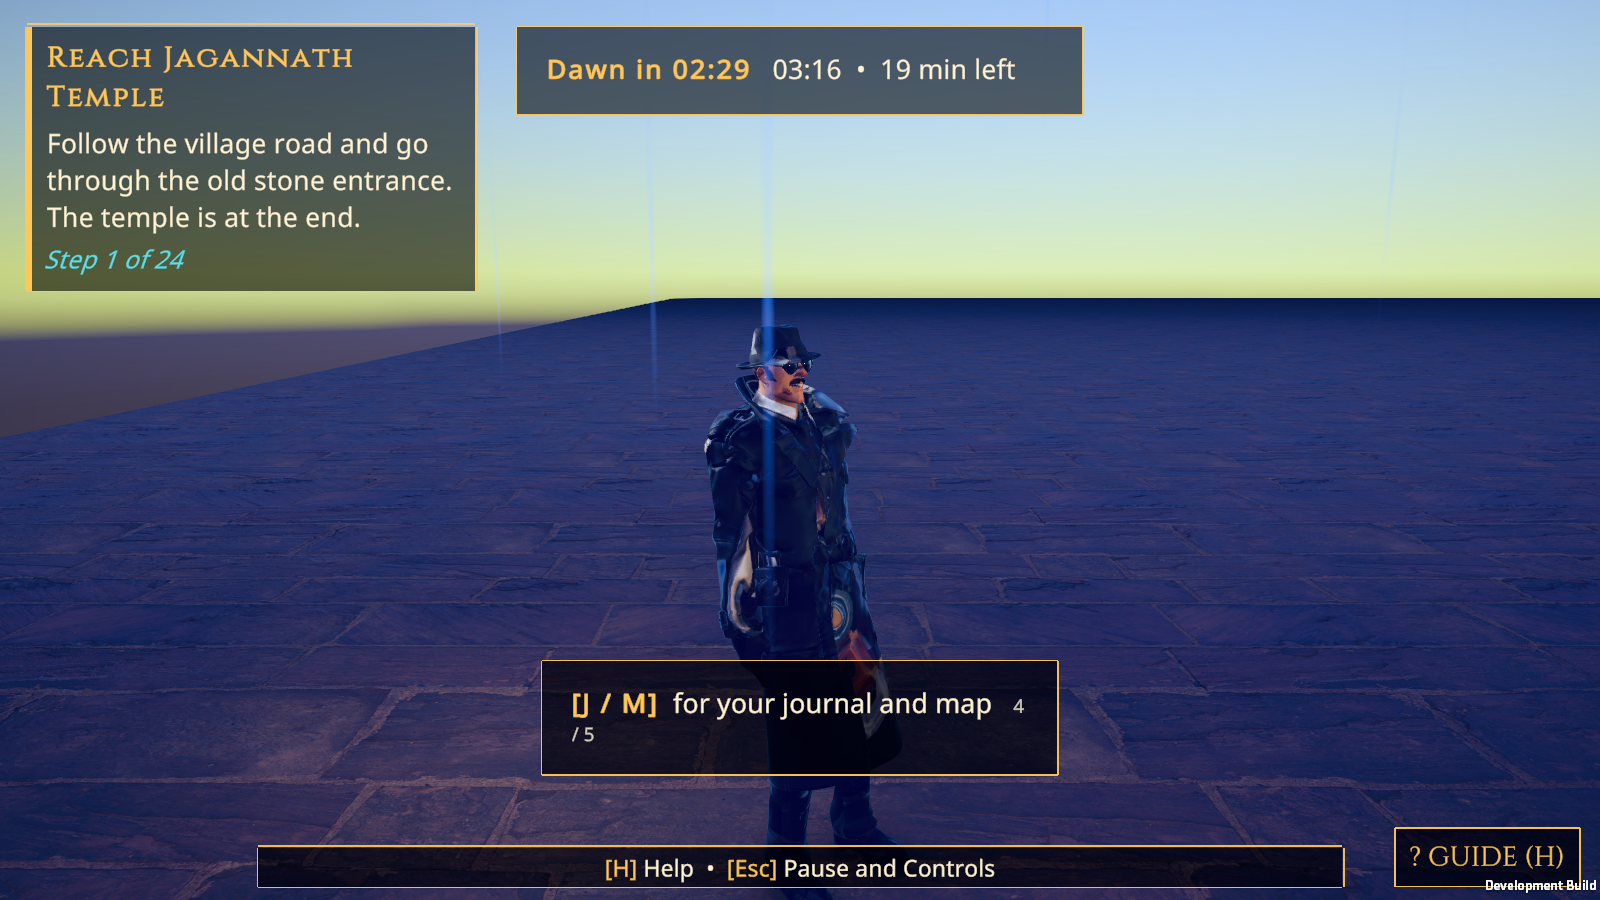 REACH JAGANNATH
TEMPLE
Follow the village road and go
through the old stone entrance.
The temple is at the end.
Step 1 of 24
Dawn in 02:29 03:16 • 19 min left
[J / M] for your journal and map 4
/ 5
[H] Help • [Esc] Pause and Controls
? GUIDE (H)
Development Build